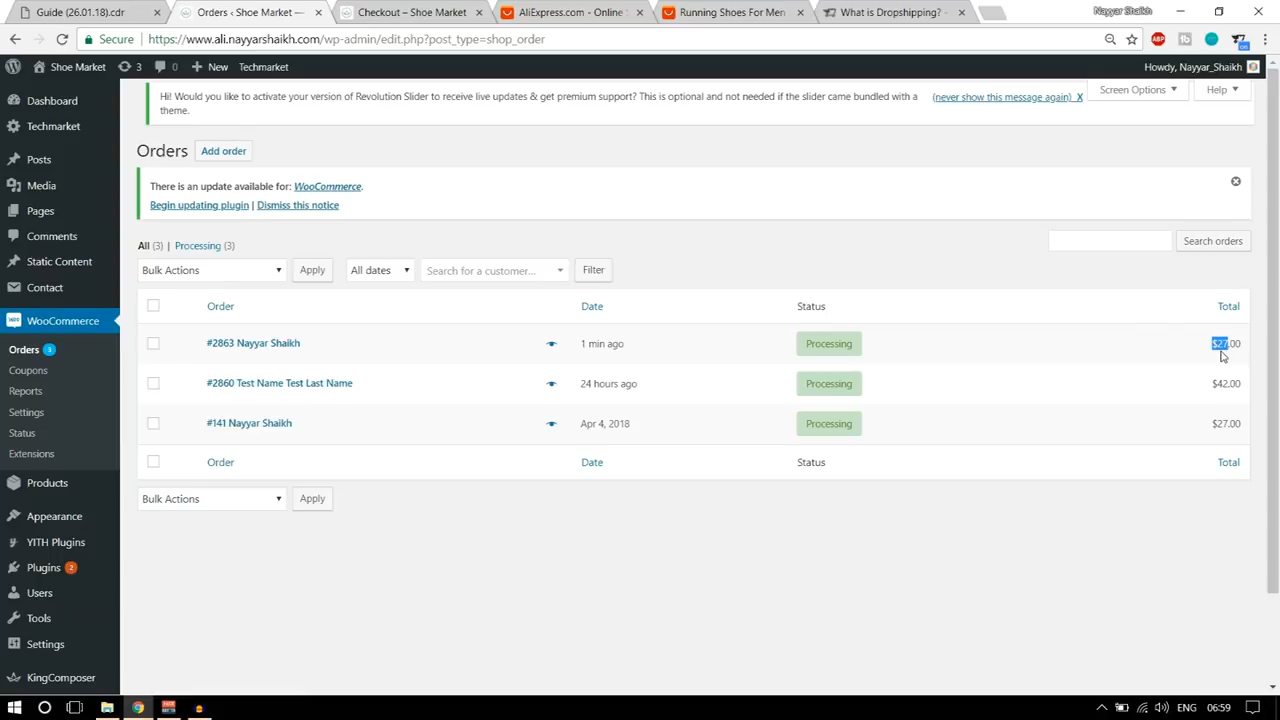 Guide (26.01.18).cdr
Orders ‹ Shoe Market —
Checkout – Shoe Market
AliExpress.com - Online
Running Shoes For Men
What is Dropshipping? -
Nayyar Shaikh
Secure
https://www.ali.nayyarshaikh.com/wp-admin/edit.php?post_type=shop_order
ABP
on
Shoe Market
3
0
New
Techmarket
Howdy, Nayyar_Shaikh
Dashboard
Techmarket
Posts
Media
Pages
Comments
Static Content
Contact
WooCommerce
Orders 3
Coupons
Reports
Settings
Status
Extensions
Products
Appearance
YITH Plugins
Plugins 2
Users
Tools
Settings
KingComposer
Hi! Would you like to activate your version of Revolution Slider to receive live updates & get premium support? This is optional and not needed if the slider came bundled with a
theme.
(never show this message again) X
Screen Options
Help
Orders
Add order
There is an update available for: WooCommerce.
Begin updating plugin | Dismiss this notice
All (3) | Processing (3)
Search orders
Bulk Actions
Apply
All dates
Search for a customer...
Filter
Order Date Status Total
#2863 Nayyar Shaikh 1 min ago Processing $27.00
#2860 Test Name Test Last Name 24 hours ago Processing $42.00
#141 Nayyar Shaikh Apr 4, 2018 Processing $27.00
Order Date Status Total
Bulk Actions
Apply
ENG
06:59